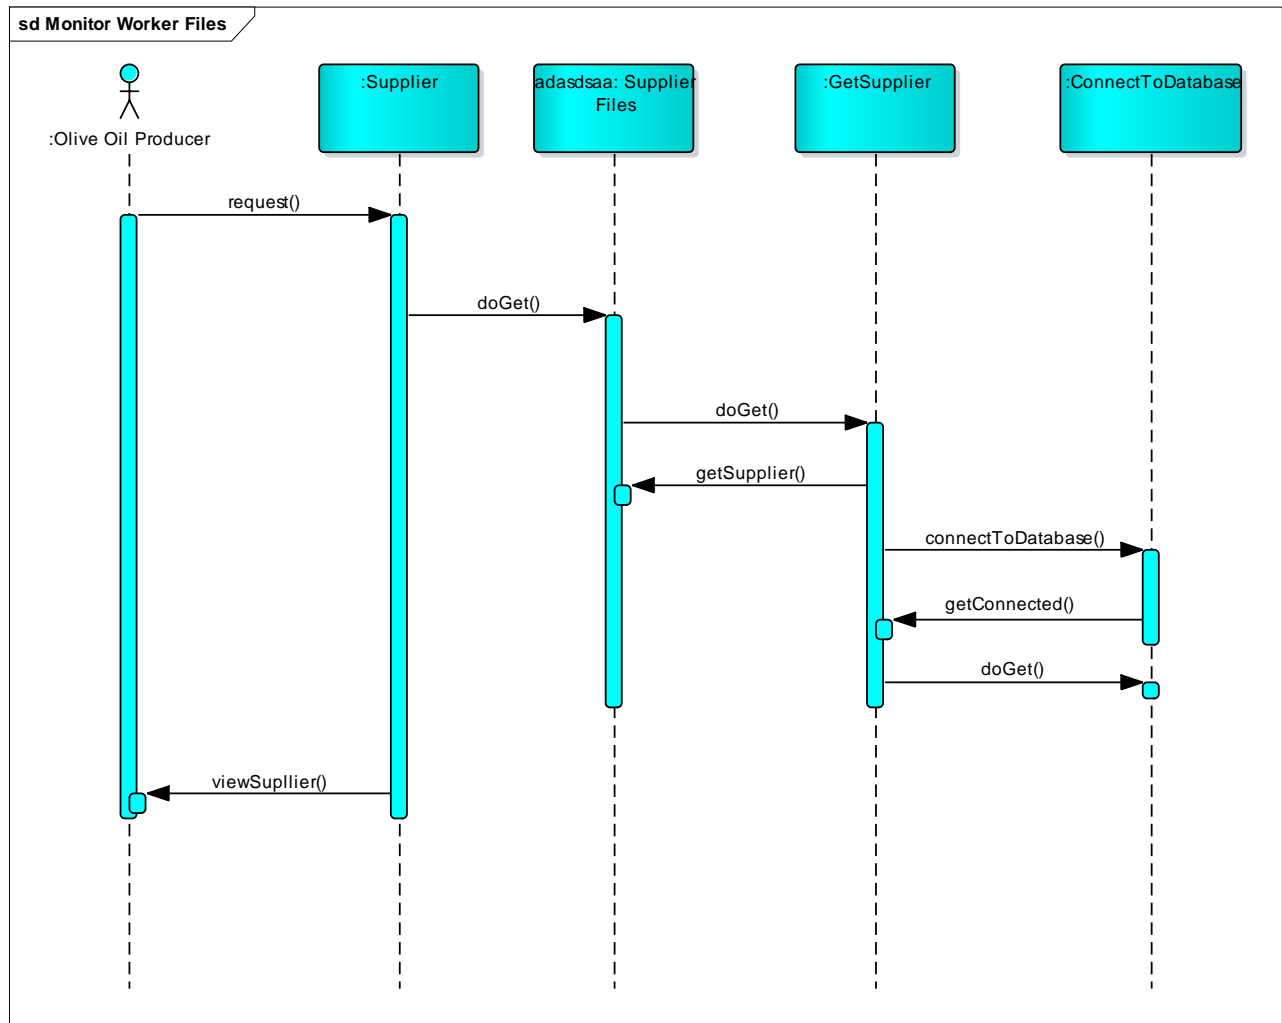 sd Monitor Worker Files
:Olive Oil Producer
:Supplier
adasdsaa: Supplier
Files
:GetSupplier
:ConnectToDatabase
request()
doGet()
doGet()
getSupplier()
connectToDatabase()
getConnected()
doGet()
viewSupllier()